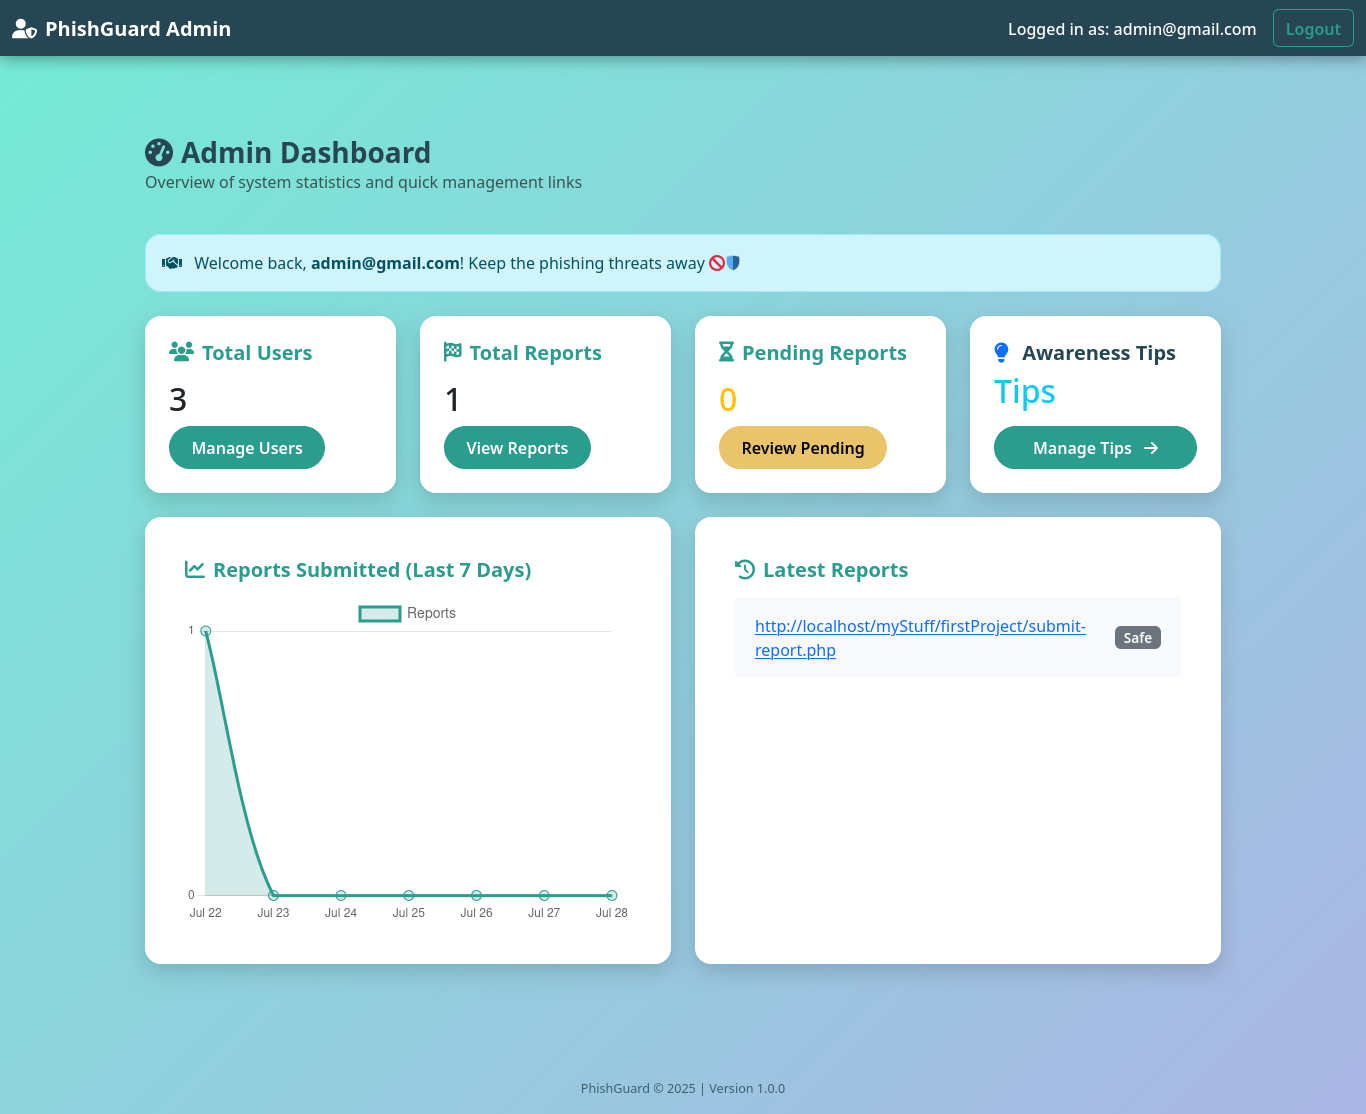 PhishGuard Admin
Logged in as: admin@gmail.com
Logout
Admin Dashboard
Overview of system statistics and quick management links
Welcome back, admin@gmail.com! Keep the phishing threats away 🚫🛡️
Total Users
3
Manage Users
Total Reports
1
View Reports
Pending Reports
0
Review Pending
Awareness Tips
Tips
Manage Tips
Reports Submitted (Last 7 Days)
Reports
1
0
Jul 22 Jul 23 Jul 24 Jul 25 Jul 26 Jul 27 Jul 28
Latest Reports
http://localhost/myStuff/firstProject/submit-
report.php
Safe
PhishGuard © 2025 | Version 1.0.0